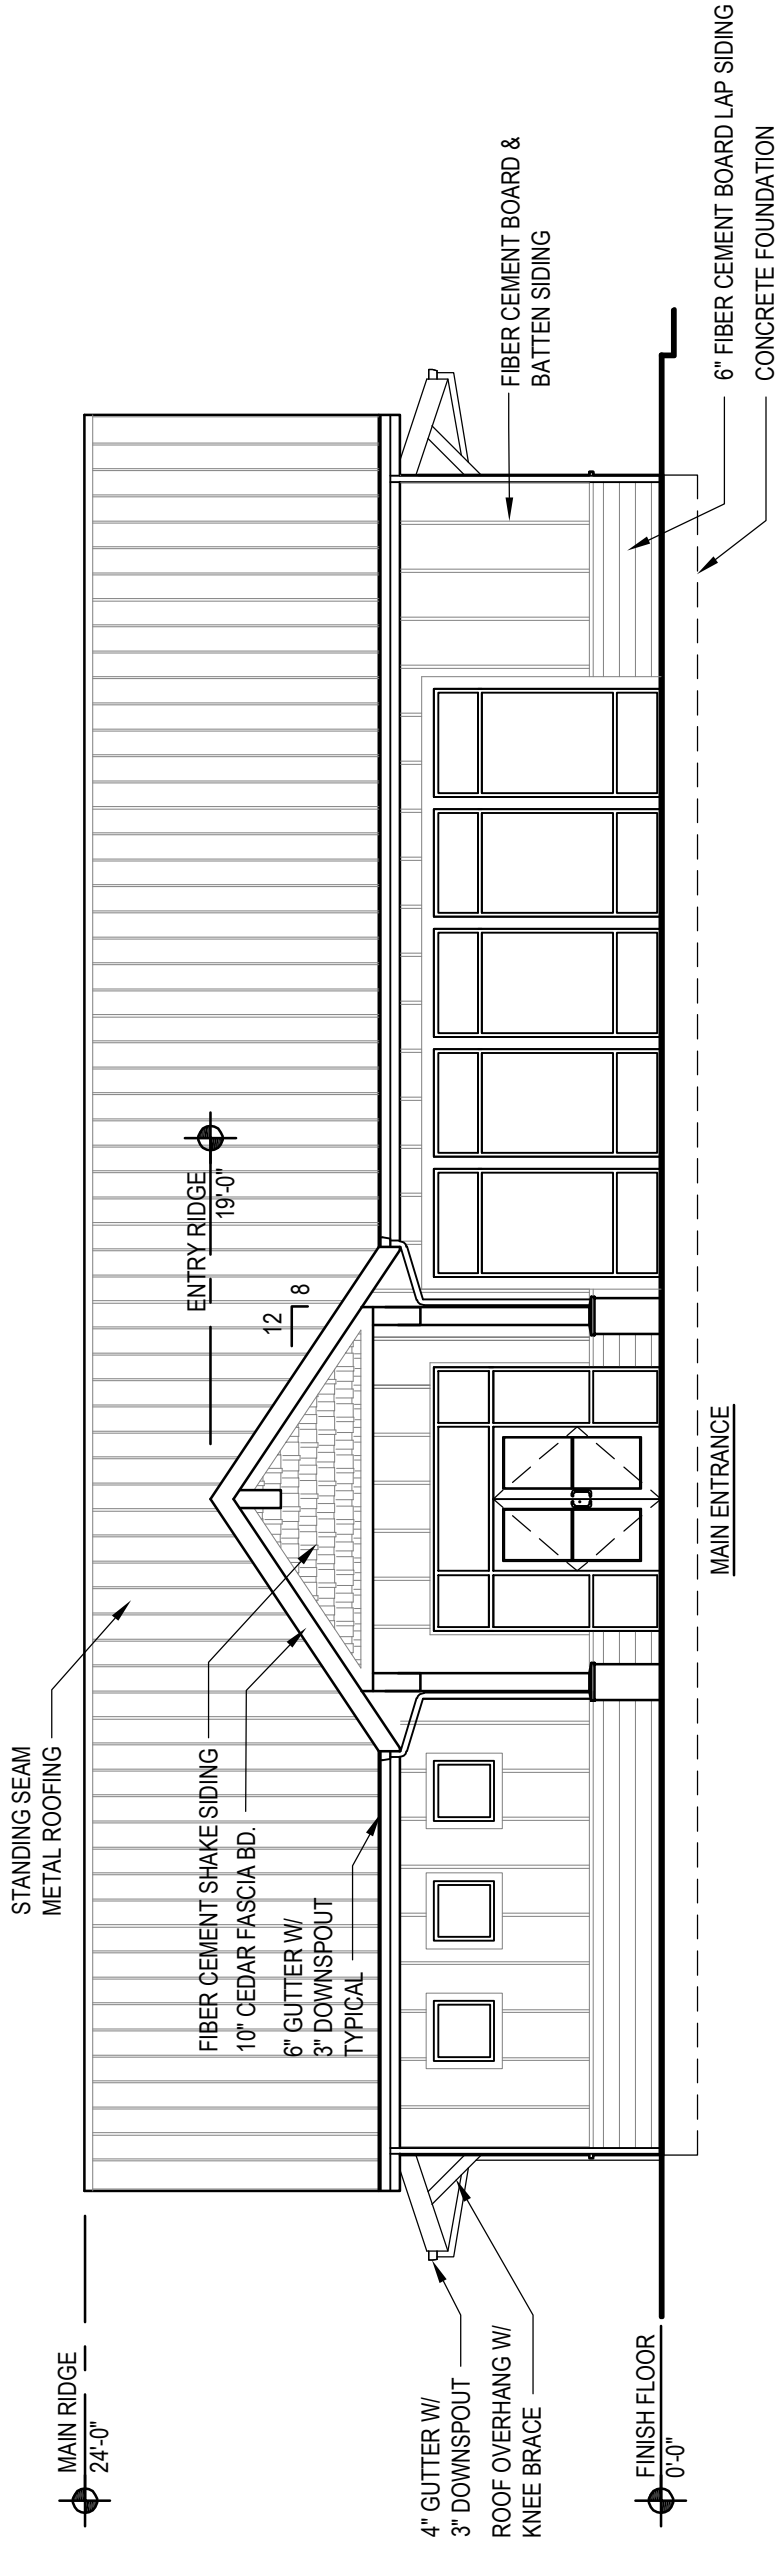 STANDING SEAM
METAL ROOFING
MAIN RIDGE
24'-0"
ENTRY RIDGE
19'-0"
12
8
FIBER CEMENT SHAKE SIDING
10" CEDAR FASCIA BD.
6" GUTTER W/
3" DOWNSPOUT
TYPICAL
4" GUTTER W/
3" DOWNSPOUT
ROOF OVERHANG W/
KNEE BRACE
FINISH FLOOR
0'-0"
MAIN ENTRANCE
FIBER CEMENT BOARD &
BATTEN SIDING
6" FIBER CEMENT BOARD LAP SIDING
CONCRETE FOUNDATION